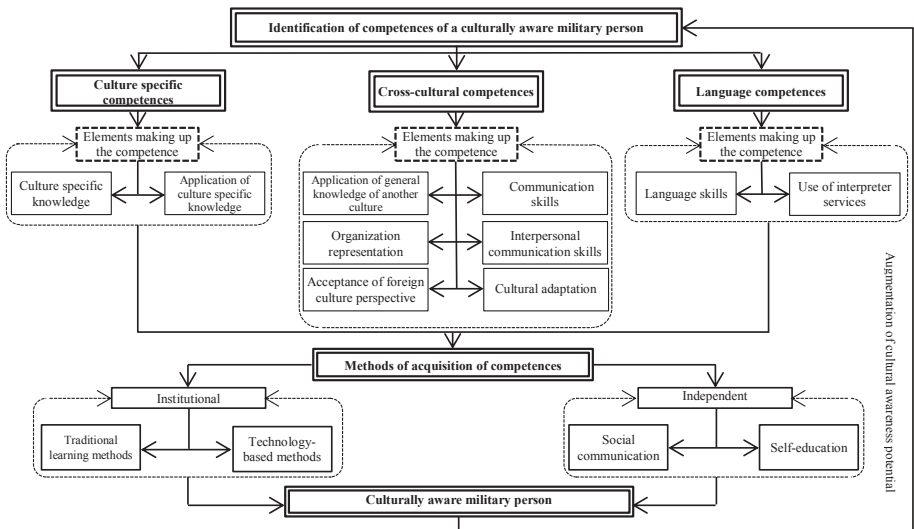 Identification of competences of a culturally aware military person
Culture specific
competences
Cross-cultural competences
Language competences
Elements making up
the competence
Elements making up
the competence
Elements making up
the competence
Culture specific
knowledge
Application of
culture specific
knowledge
Application of general
knowledge of another
culture
Communication
skills
Language skills
Use of interpreter
services
Organization
representation
Interpersonal
communication skills
Acceptance of foreign
culture perspective
Cultural adaptation
Augmentation of cultural awareness potential
Methods of acquisition of competences
Institutional
Independent
Traditional
learning methods
Technology-
based methods
Social
communication
Self-education
Culturally aware military person